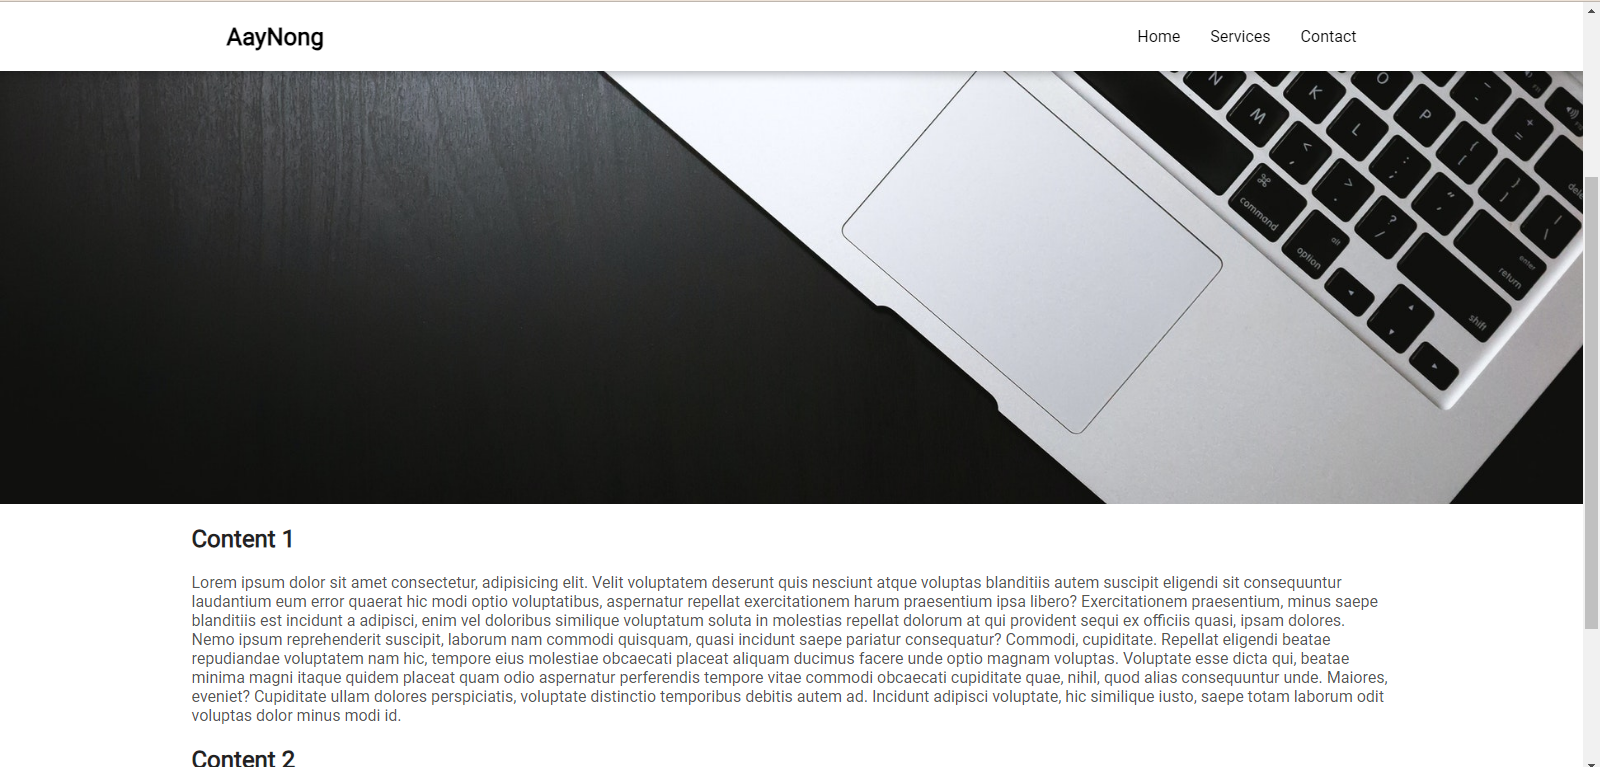 AayNong
Home Services Contact
N K O
M L P - _
< , : ; { [ + =
⌘ command > . " ' } ] delete
alt option ? / | \
enter return
shift
Content 1
Lorem ipsum dolor sit amet consectetur, adipisicing elit. Velit voluptatem deserunt quis nesciunt atque voluptas blanditiis autem suscipit eligendi sit consequuntur
laudantium eum error quaerat hic modi optio voluptatibus, aspernatur repellat exercitationem harum praesentium ipsa libero? Exercitationem praesentium, minus saepe
blanditiis est incidunt a adipisci, enim vel doloribus similique voluptatum soluta in molestias repellat dolorum at qui provident sequi ex officiis quasi, ipsam dolores.
Nemo ipsum reprehenderit suscipit, laborum nam commodi quisquam, quasi incidunt saepe pariatur consequatur? Commodi, cupiditate. Repellat eligendi beatae
repudiandae voluptatem nam hic, tempore eius molestiae obcaecati placeat aliquam ducimus facere unde optio magnam voluptas. Voluptate esse dicta qui, beatae
minima magni itaque quidem placeat quam odio aspernatur perferendis tempore vitae commodi obcaecati cupiditate quae, nihil, quod alias consequuntur unde. Maiores,
eveniet? Cupiditate ullam dolores perspiciatis, voluptate distinctio temporibus debitis autem ad. Incidunt adipisci voluptate, hic similique iusto, saepe totam laborum odit
voluptas dolor minus modi id.
Content 2